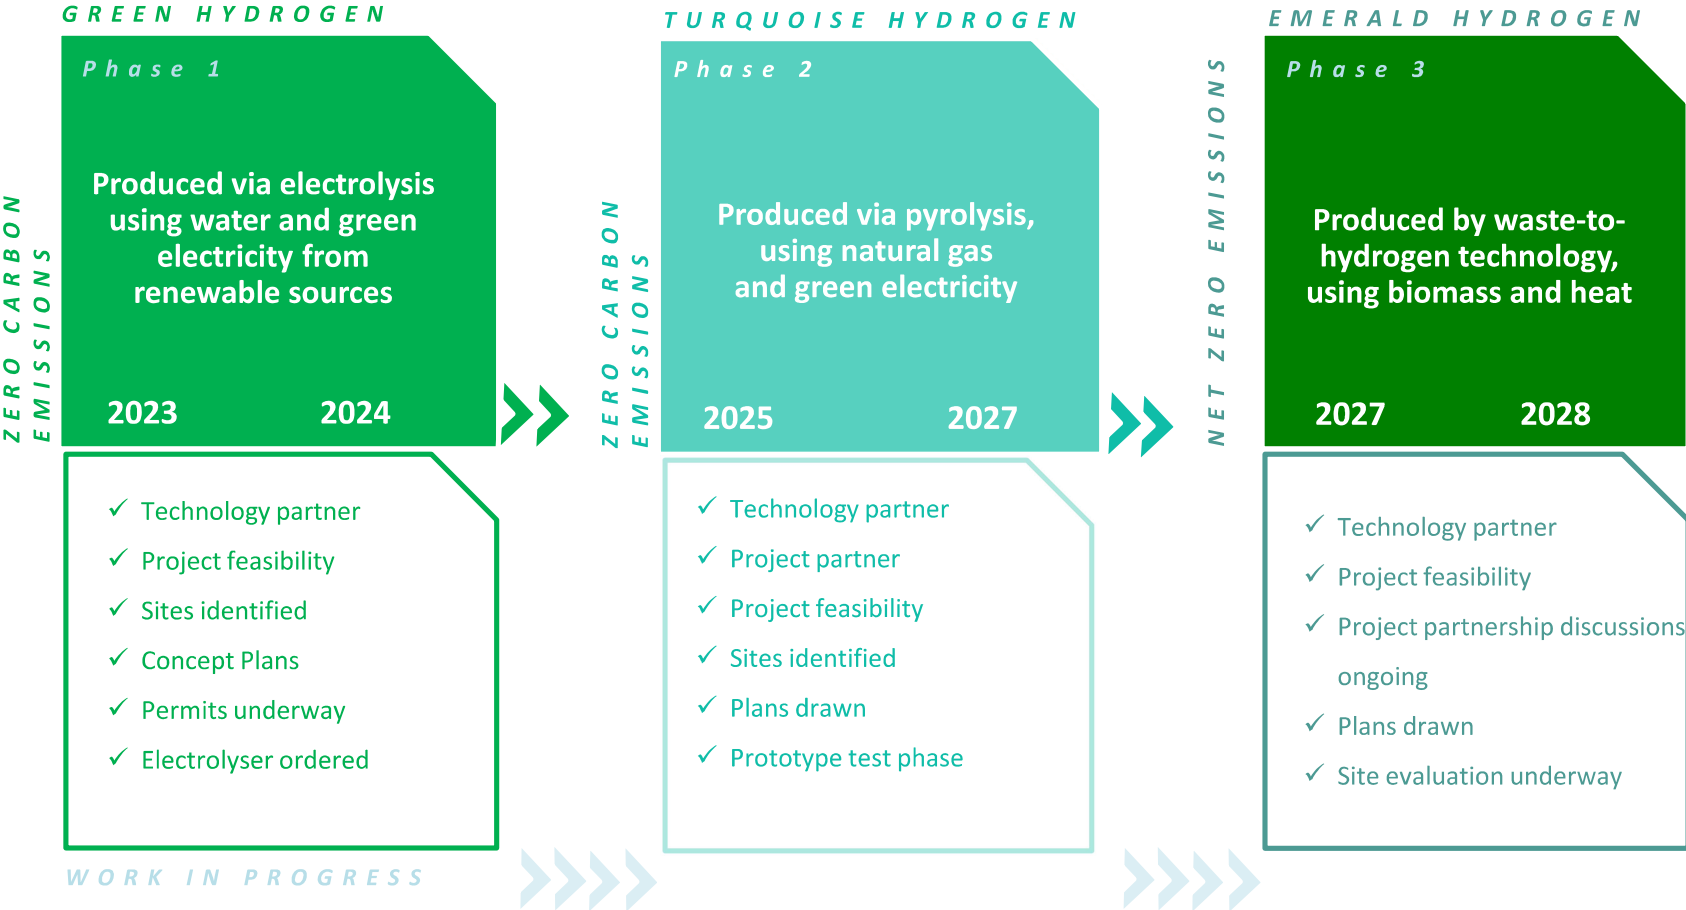 GREEN HYDROGEN
Phase 1
ZERO CARBON
EMISSIONS
Produced via electrolysis
using water and green
electricity from
renewable sources
2023 2024
Technology partner
Project feasibility
Sites identified
Concept Plans
Permits underway
Electrolyser ordered
WORK IN PROGRESS
TURQUOISE HYDROGEN
Phase 2
ZERO CARBON
EMISSIONS
Produced via pyrolysis,
using natural gas
and green electricity
2025 2027
Technology partner
Project partner
Project feasibility
Sites identified
Plans drawn
Prototype test phase
EMERALD HYDROGEN
Phase 3
NET ZERO EMISSIONS
Produced by waste-to-
hydrogen technology,
using biomass and heat
2027 2028
Technology partner
Project feasibility
Project partnership discussions
ongoing
Plans drawn
Site evaluation underway